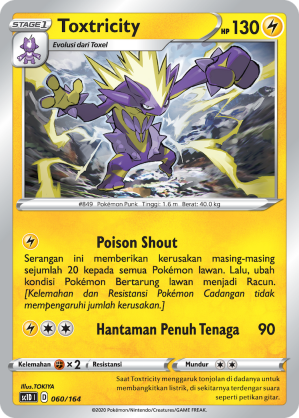 STAGE 1 Toxtricity HP 130
Evolusi dari Toxel
#849 Pokémon Punk Tinggi: 1.6 m Berat: 40.0 kg
Poison Shout
Serangan ini memberikan kerusakan masing-masing
sejumlah 20 kepada semua Pokémon lawan. Lalu, ubah
kondisi Pokémon Bertarung lawan menjadi Racun.
[Kelemahan dan Resistansi Pokémon Cadangan tidak
mempengaruhi jumlah kerusakan.]
Hantaman Penuh Tenaga 90
Kelemahan × 2 Resistansi Mundur
Illus.TOKIYA
SC1D I D 060/164
Saat Toxtricity menggaruk tonjolan di dadanya untuk
membangkitkan listrik, di sekitarnya terdengar suara
seperti petikan gitar.
©2020 Pokémon/Nintendo/Creatures/GAME FREAK.